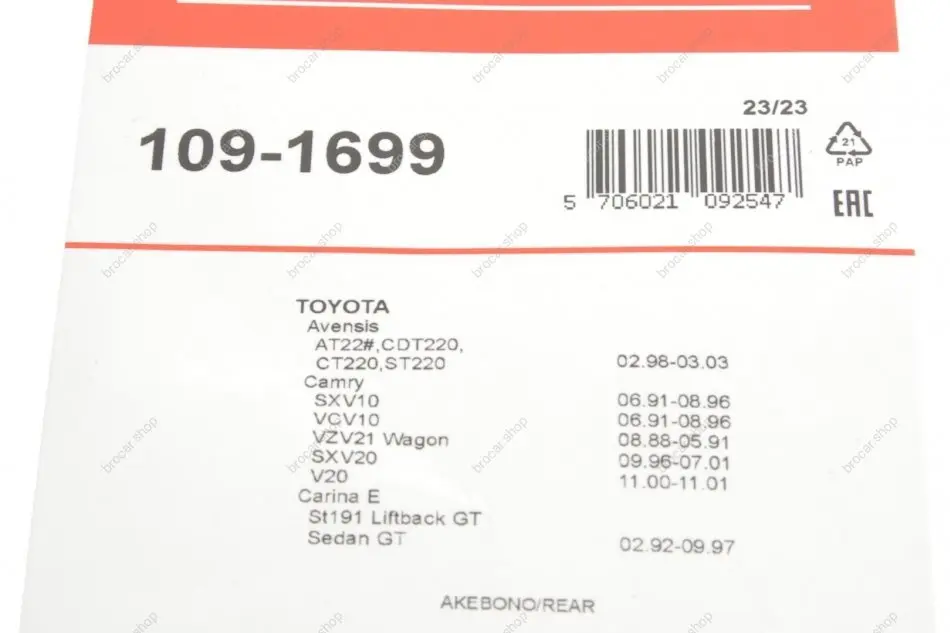 23/23
109-1699
21
PAP
5 706021 092547
EAC
TOYOTA
Avensis
AT22#,CDT220,
CT220,ST220 02.98-03.03
Camry
SXV10 06.91-08.96
VCV10 06.91-08.96
VZV21 Wagon 08.88-05.91
SXV20 09.96-07.01
V20 11.00-11.01
Carina E
St191 Liftback GT
Sedan GT 02.92-09.97
AKEBONO/REAR
brocar.shop